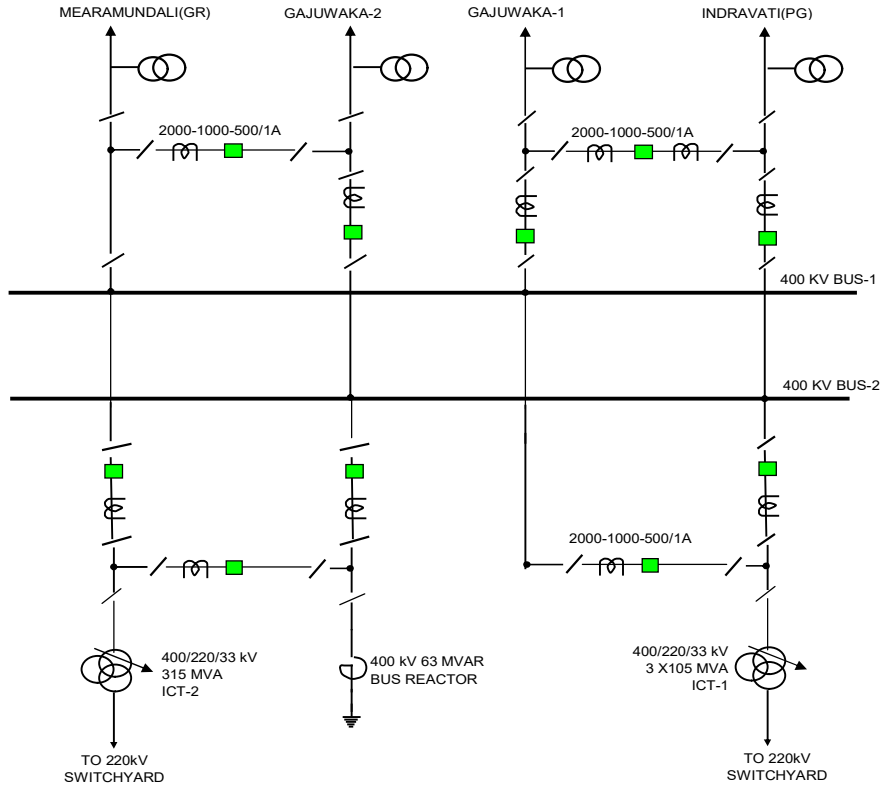 MEARAMUNDALI(GR)
GAJUWAKA-2
GAJUWAKA-1
INDRAVATI(PG)
2000-1000-500/1A
2000-1000-500/1A
400 KV BUS-1
400 KV BUS-2
2000-1000-500/1A
400/220/33 kV
315 MVA
ICT-2
400 kV 63 MVAR
BUS REACTOR
400/220/33 kV
3 X105 MVA
ICT-1
TO 220kV
SWITCHYARD
TO 220kV
SWITCHYARD